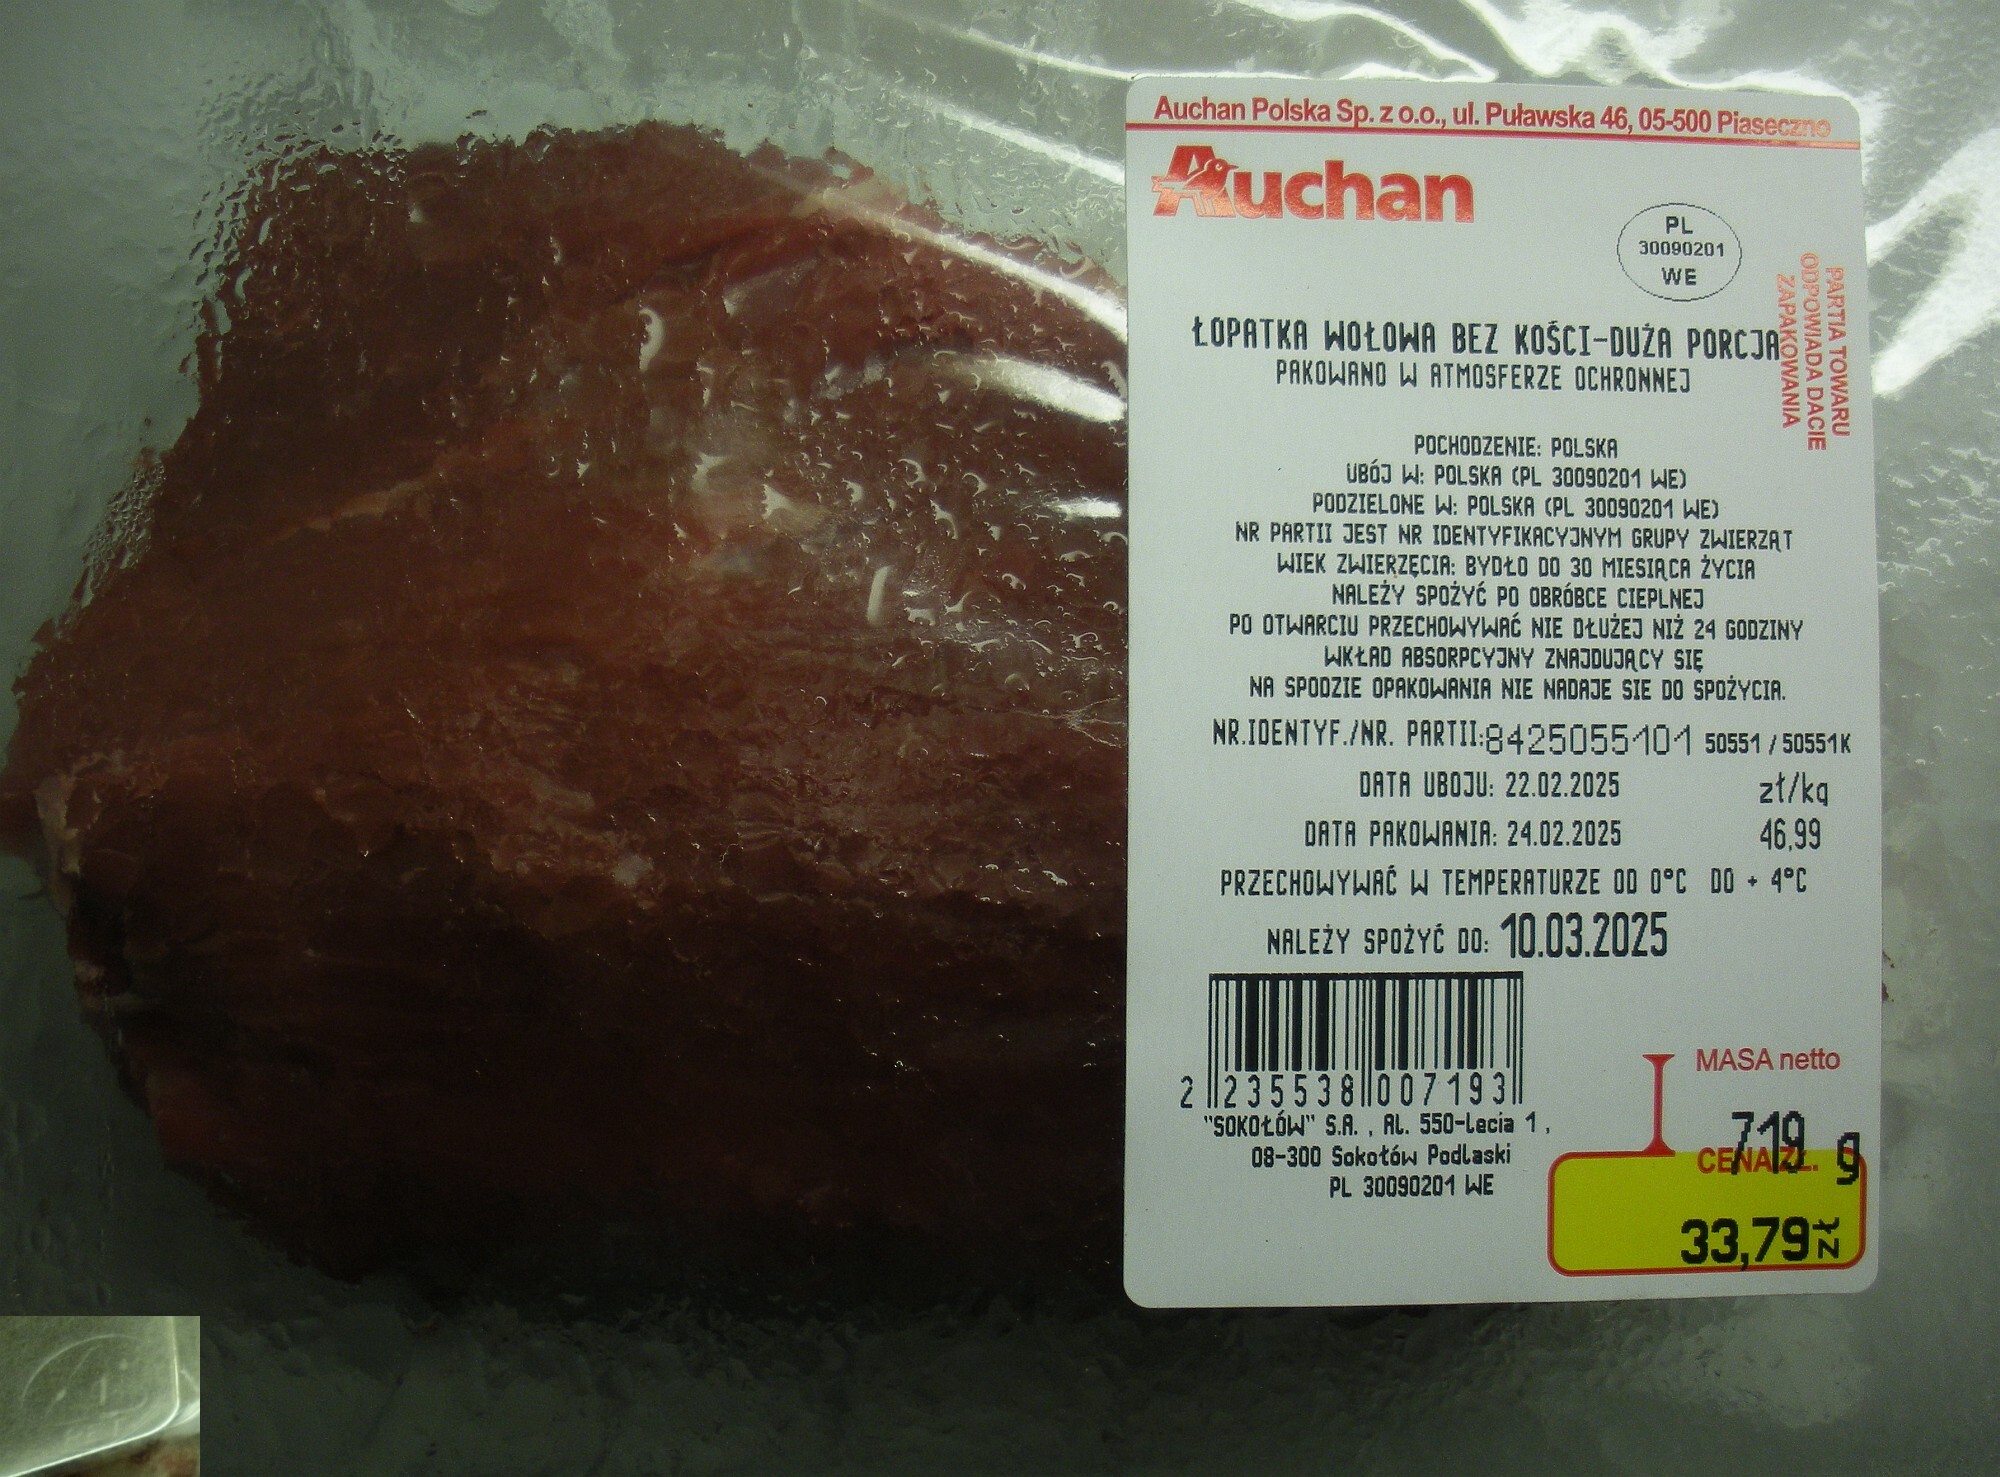 Auchan Polska Sp. z o.o., ul. Puławska 46, 05-500 Piaseczno
Auchan
PL
30090201
WE
PARTIA TOWARU
ODPOWIADA DACIE
ZAPAKOWANIA
ŁOPATKA WOŁOWA BEZ KOŚCI-DUŻA PORCJA
PAKOWANO W ATMOSFERZE OCHRONNEJ
POCHODZENIE: POLSKA
UBÓJ W: POLSKA (PL 30090201 WE)
PODZIELONE W: POLSKA (PL 30090201 WE)
NR PARTII JEST NR IDENTYFIKACYJNYM GRUPY ZWIERZĄT
WIEK ZWIERZĘCIA: BYDŁO DO 30 MIESIĄCA ŻYCIA
NALEŻY SPOŻYĆ PO OBRÓBCE CIEPLNEJ
PO OTWARCIU PRZECHOWYWAĆ NIE DŁUŻEJ NIŻ 24 GODZINY
WKŁAD ABSORPCYJNY ZNAJDUJĄCY SIĘ
NA SPODZIE OPAKOWANIA NIE NADAJE SIE DO SPOŻYCIA.
NR.IDENTYF./NR. PARTII:8425055101 50551 / 50551K
DATA UBOJU: 22.02.2025 zł/kg
DATA PAKOWANIA: 24.02.2025 46,99
PRZECHOWYWAĆ W TEMPERATURZE OD 0°C DO + 4°C
NALEŻY SPOŻYĆ DO: 10.03.2025
2 235538 007193
"SOKOŁÓW" S.A. , Al. 550-lecia 1 ,
08-300 Sokołów Podlaski
PL 30090201 WE
MASA netto
719 g
CENA ZŁ.
33,79 zł